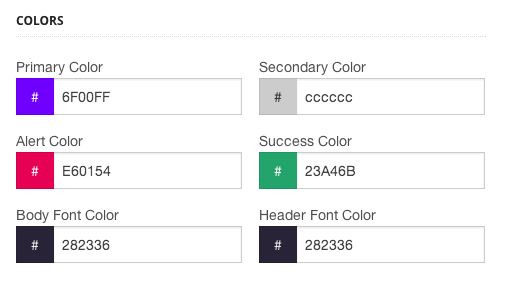 COLORS
Primary Color Secondary Color
# 6F00FF # cccccc
Alert Color Success Color
# E60154 # 23A46B
Body Font Color Header Font Color
# 282336 # 282336